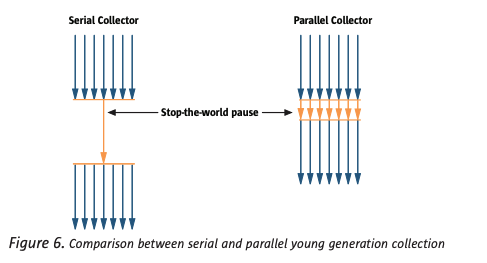 Serial Collector
Parallel Collector
Stop-the-world pause
Figure 6. Comparison between serial and parallel young generation collection